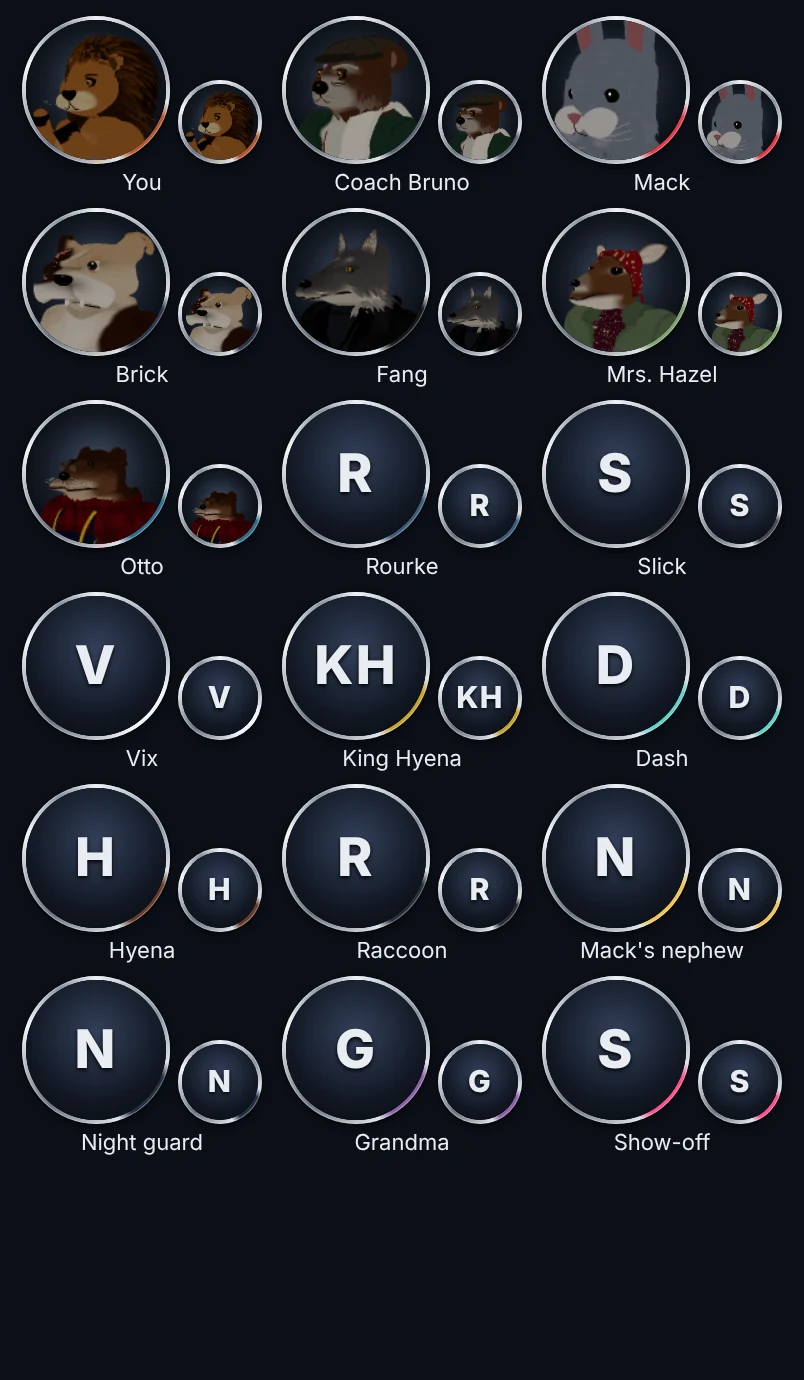 You
Coach Bruno
Mack
Brick
Fang
Mrs. Hazel
R R S S
Otto
Rourke
Slick
V V KH KH D D
Vix
King Hyena
Dash
H H R R N N
Hyena
Raccoon
Mack's nephew
N N G G S S
Night guard
Grandma
Show-off